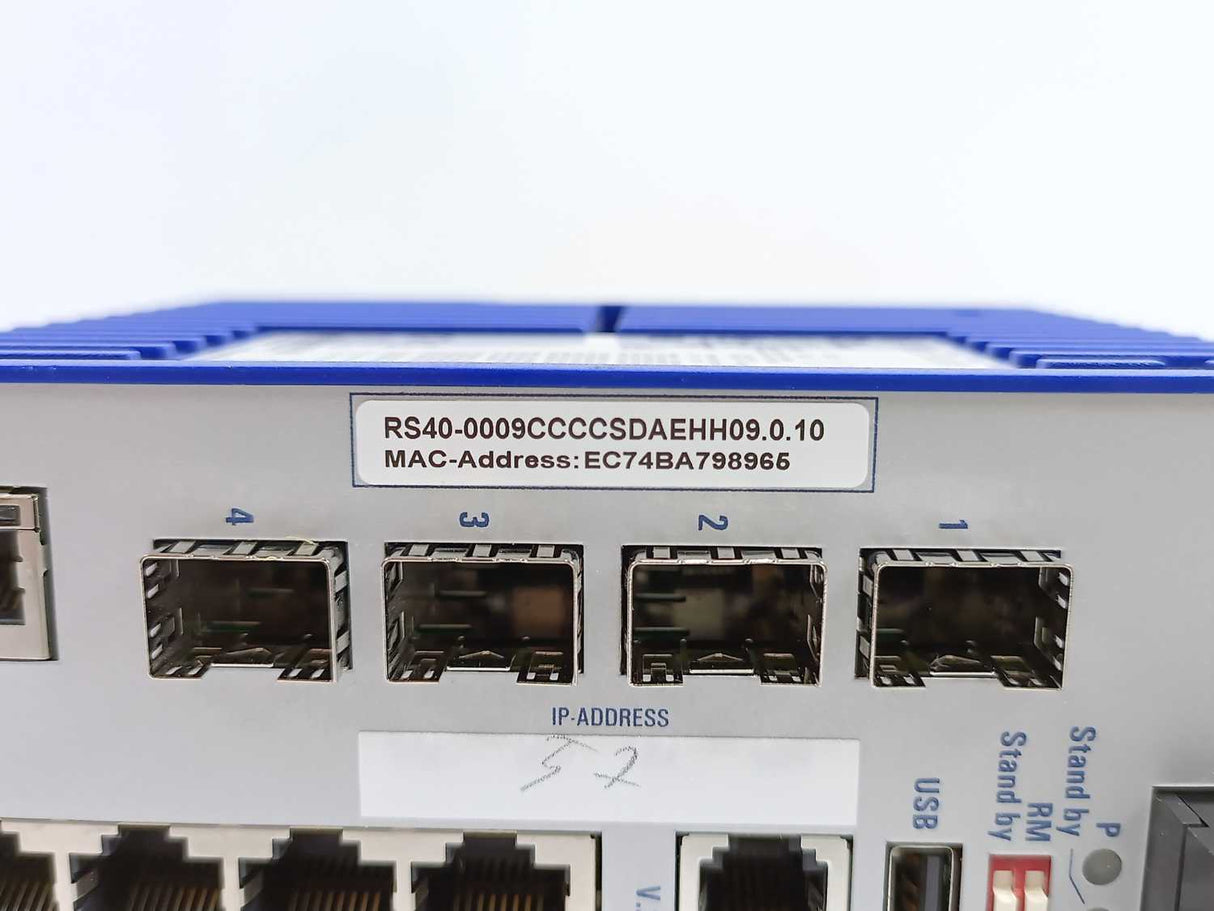 RS40-0009CCCCSDAEHH09.0.10
MAC-Address:EC74BA798965
4 3 2 1
IP-ADDRESS
57
USB
V.
Stand by
RM
Stand by
P